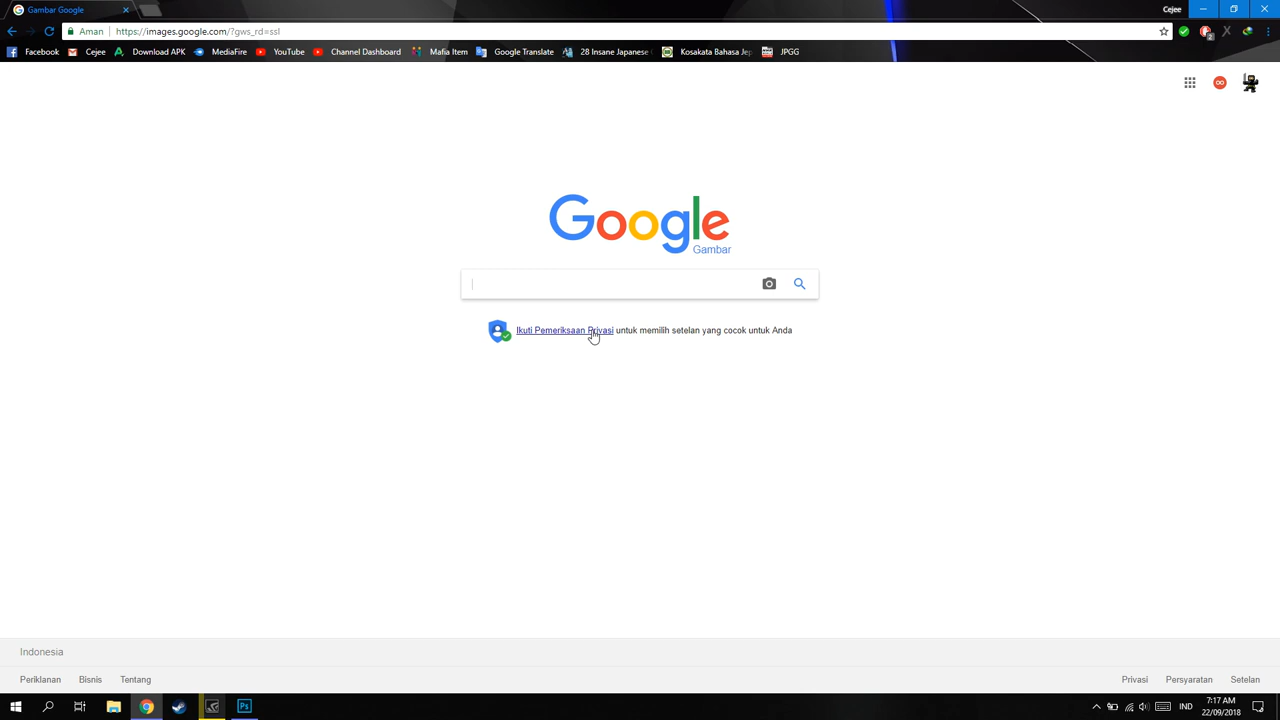 Gambar Google
Cejee
Aman
https://images.google.com/?gws_rd=ssl
Facebook Cejee Download APK MediaFire YouTube Channel Dashboard Mafia Item Google Translate 28 Insane Japanese Kosakata Bahasa Jep JPGG
Google
Gambar
Ikuti Pemeriksaan Privasi untuk memilih setelan yang cocok untuk Anda
Indonesia
Periklanan Bisnis Tentang Privasi Persyaratan Setelan
Ps
IND
7:17 AM
22/09/2018